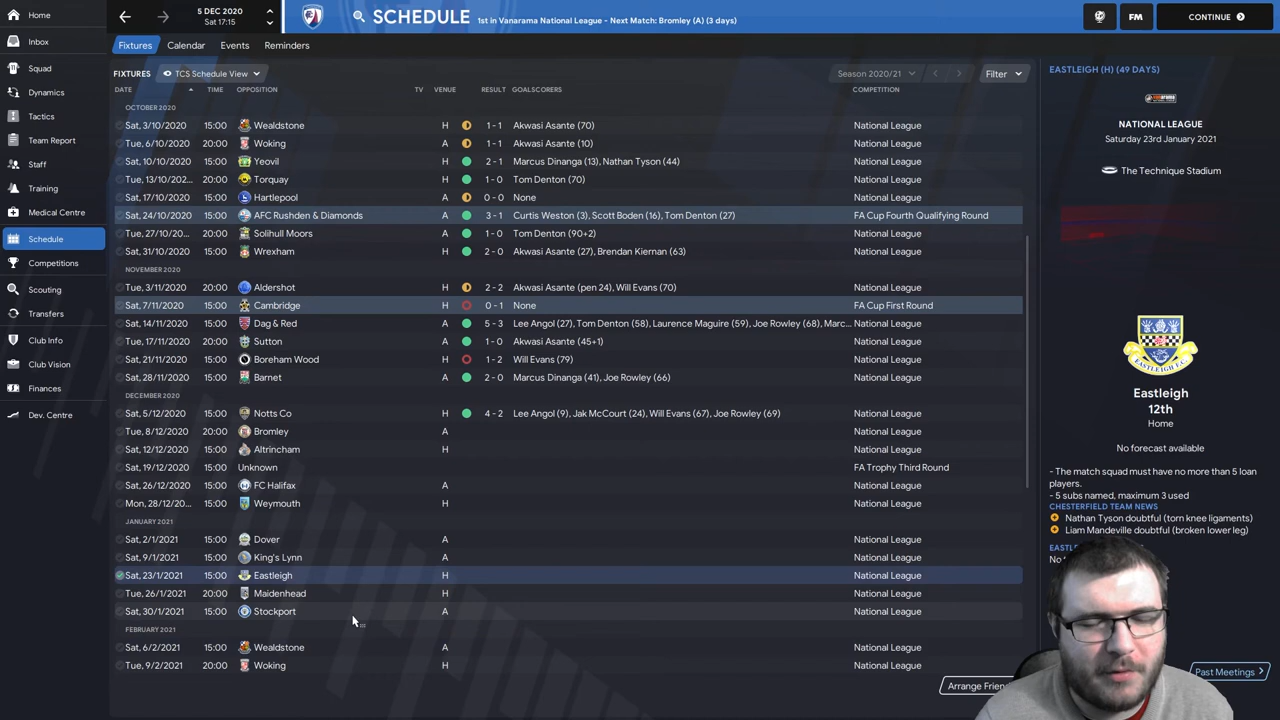 Home
5 DEC 2020
Sat 17:15
SCHEDULE
1st in Vanarama National League - Next Match: Bromley (A) (3 days)
FM
CONTINUE
Inbox
Fixtures
Calendar
Events
Reminders
Squad
FIXTURES
TCS Schedule View
Season 2020/21
Filter
EASTLEIGH (H) (49 DAYS)
Dynamics
DATE
TIME
OPPOSITION
TV
VENUE
RESULT
GOALSCORERS
COMPETITION
Tactics
OCTOBER 2020
Sat, 3/10/2020 15:00 Wealdstone H 1 - 1 Akwasi Asante (70) National League
Team Report
Tue, 6/10/2020 20:00 Woking A 1 - 1 Akwasi Asante (10) National League
Staff
Sat, 10/10/2020 15:00 Yeovil H 2 - 1 Marcus Dinanga (13), Nathan Tyson (44) National League
Training
Tue, 13/10/202... 20:00 Torquay H 1 - 0 Tom Denton (70) National League
Sat, 17/10/2020 15:00 Hartlepool A 0 - 0 None National League
Medical Centre
Sat, 24/10/2020 15:00 AFC Rushden & Diamonds A 3 - 1 Curtis Weston (3), Scott Boden (16), Tom Denton (27) FA Cup Fourth Qualifying Round
Schedule
Tue, 27/10/20... 20:00 Solihull Moors A 1 - 0 Tom Denton (90+2) National League
Competitions
Sat, 31/10/2020 15:00 Wrexham H 2 - 0 Akwasi Asante (27), Brendan Kiernan (63) National League
Scouting
NOVEMBER 2020
Tue, 3/11/2020 20:00 Aldershot H 2 - 2 Akwasi Asante (pen 24), Will Evans (70) National League
Transfers
Sat, 7/11/2020 15:00 Cambridge H 0 - 1 None FA Cup First Round
Sat, 14/11/2020 15:00 Dag & Red A 5 - 3 Lee Angol (27), Tom Denton (58), Laurence Maguire (59), Joe Rowley (68), Marc... National League
Club Info
Tue, 17/11/2020 20:00 Sutton A 1 - 0 Akwasi Asante (45+1) National League
Club Vision
Sat, 21/11/2020 15:00 Boreham Wood H 1 - 2 Will Evans (79) National League
Finances
Sat, 28/11/2020 15:00 Barnet A 2 - 0 Marcus Dinanga (41), Joe Rowley (66) National League
Dev. Centre
DECEMBER 2020
Sat, 5/12/2020 15:00 Notts Co H 4 - 2 Lee Angol (9), Jak McCourt (24), Will Evans (67), Joe Rowley (69) National League
Tue, 8/12/2020 20:00 Bromley A National League
Sat, 12/12/2020 15:00 Altrincham H National League
Sat, 19/12/2020 15:00 Unknown FA Trophy Third Round
Sat, 26/12/2020 15:00 FC Halifax A National League
Mon, 28/12/20... 15:00 Weymouth H National League
JANUARY 2021
Sat, 2/1/2021 15:00 Dover A National League
Sat, 9/1/2021 15:00 King's Lynn A National League
Sat, 23/1/2021 15:00 Eastleigh H National League
Tue, 26/1/2021 20:00 Maidenhead H National League
Sat, 30/1/2021 15:00 Stockport A National League
FEBRUARY 2021
Sat, 6/2/2021 15:00 Wealdstone A National League
Tue, 9/2/2021 20:00 Woking H National League
NATIONAL LEAGUE
Saturday 23rd January 2021
The Technique Stadium
EASTLEIGH F.C.
Eastleigh
12th
Home
No forecast available
- The match squad must have no more than 5 loan
players.
- 5 subs named, maximum 3 used
CHESTERFIELD TEAM NEWS
Nathan Tyson doubtful (torn knee ligaments)
Liam Mandeville doubtful (broken lower leg)
Past Meetings
Arrange